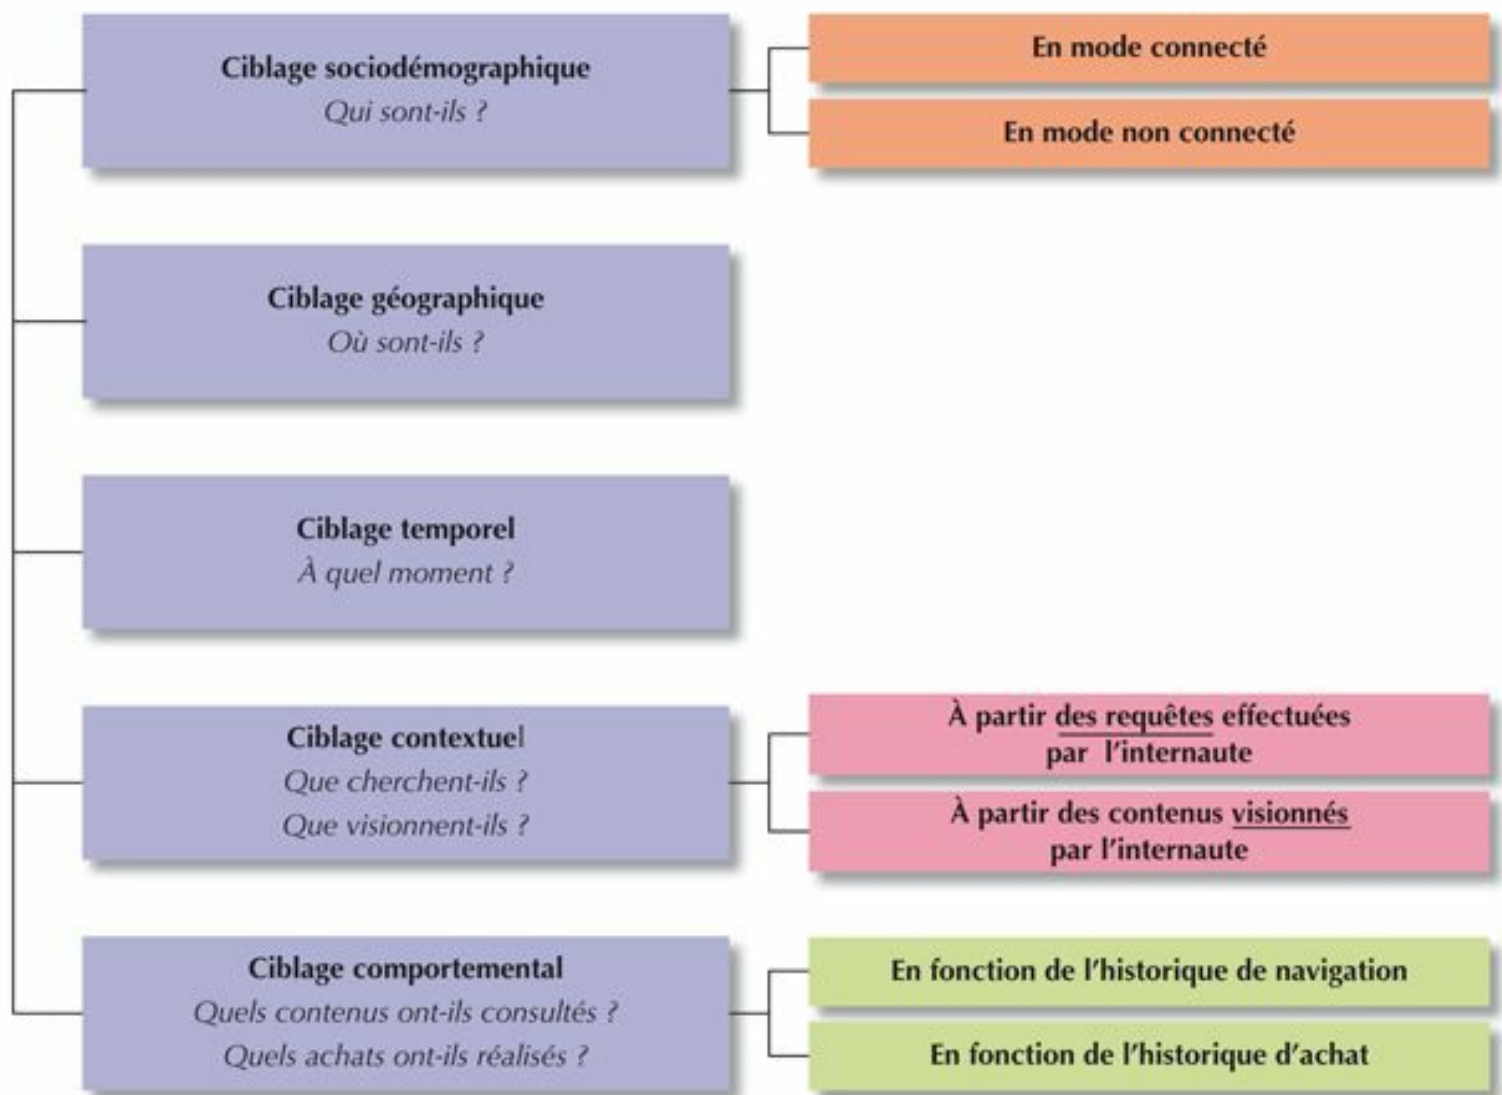 Ciblage sociodémographique
Qui sont-ils ?
En mode connecté
En mode non connecté
Ciblage géographique
Où sont-ils ?
Ciblage temporel
À quel moment ?
Ciblage contextuel
Que cherchent-ils ?
Que visionnent-ils ?
À partir des requêtes effectuées
par l'internaute
À partir des contenus visionnés
par l'internaute
Ciblage comportemental
Quels contenus ont-ils consultés ?
Quels achats ont-ils réalisés ?
En fonction de l'historique de navigation
En fonction de l'historique d'achat